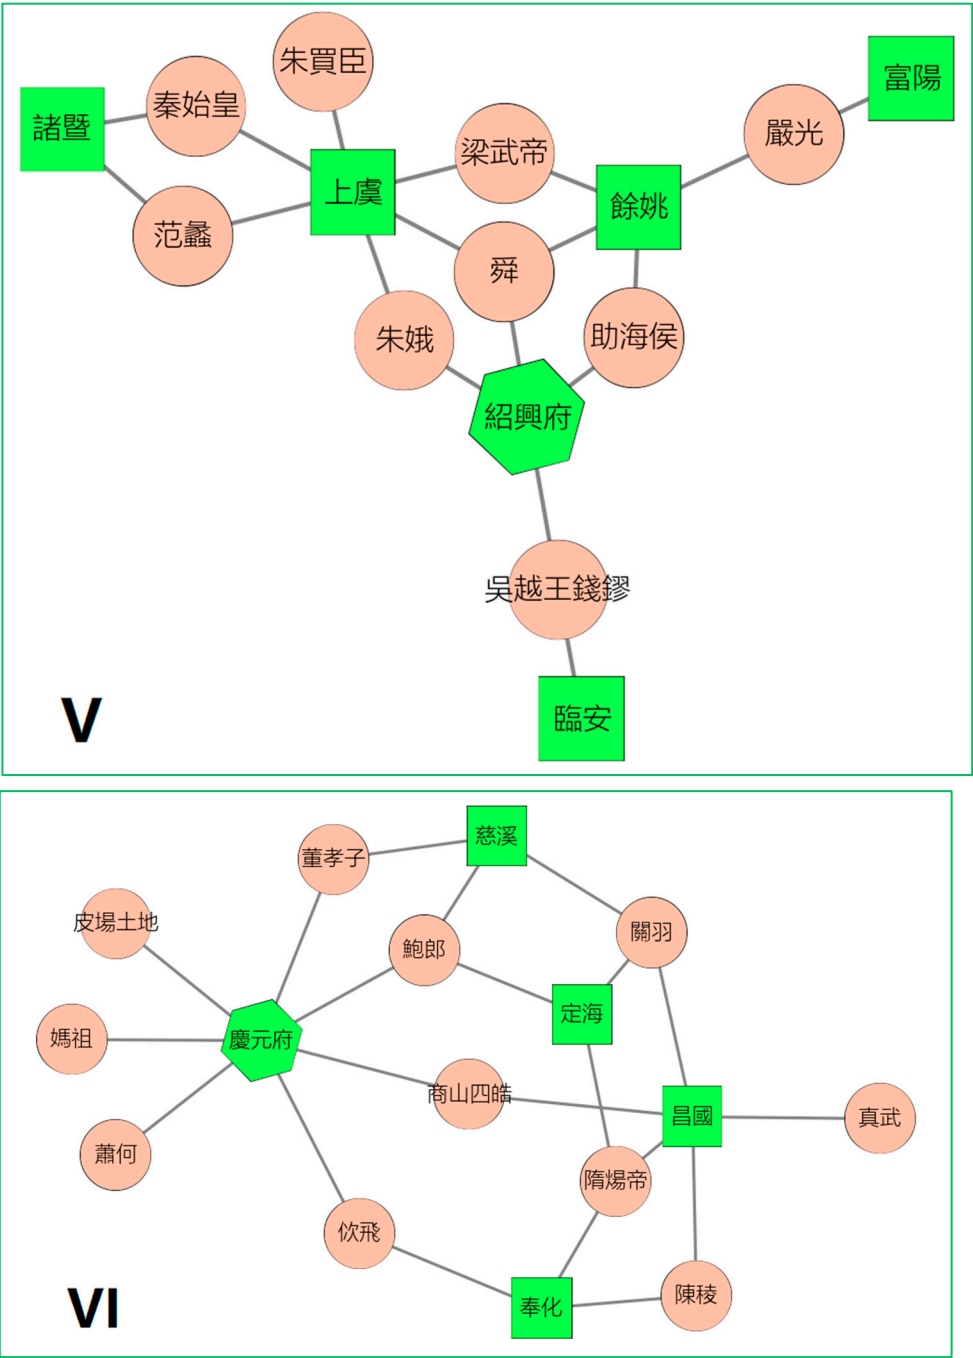 朱買臣
富陽
秦始皇
諸暨
嚴光
梁武帝
上虞
餘姚
范蠡
舜
朱娥
助海侯
紹興府
吳越王錢鏐
臨安
V
慈溪
董孝子
皮場土地
關羽
鮑郎
定海
媽祖
慶元府
商山四皓
昌國
真武
蕭何
隋煬帝
佽飛
陳稜
奉化
VI